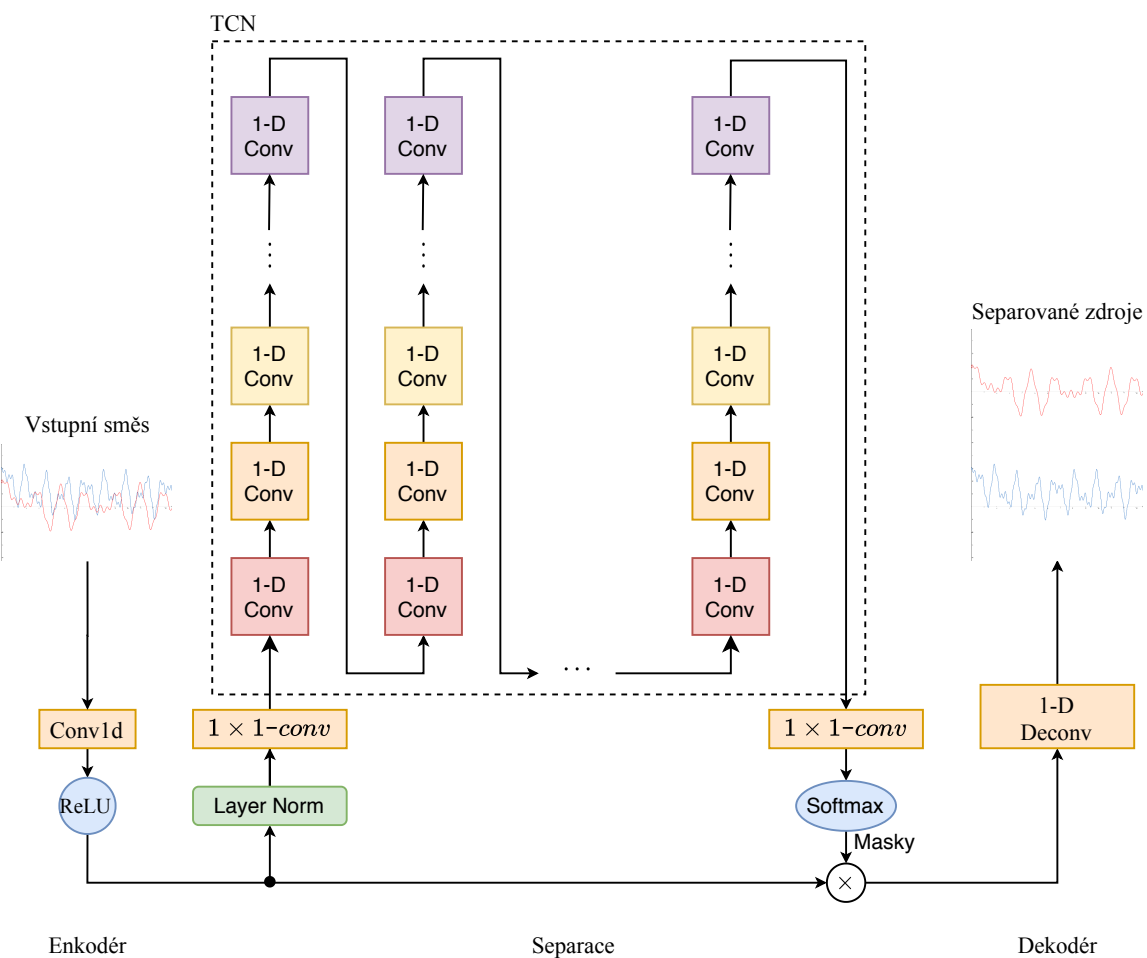 TCN
1-D
Conv
1-D
Conv
1-D
Conv
⋮
⋮
⋮
1-D
Conv
1-D
Conv
1-D
Conv
1-D
Conv
1-D
Conv
1-D
Conv
1-D
Conv
1-D
Conv
1-D
Conv
...
Vstupní směs
Separované zdroje
Conv1d
ReLU
1 × 1-conv
Layer Norm
1 × 1-conv
Softmax
Masky
×
1-D
Deconv
Enkodér
Separace
Dekodér